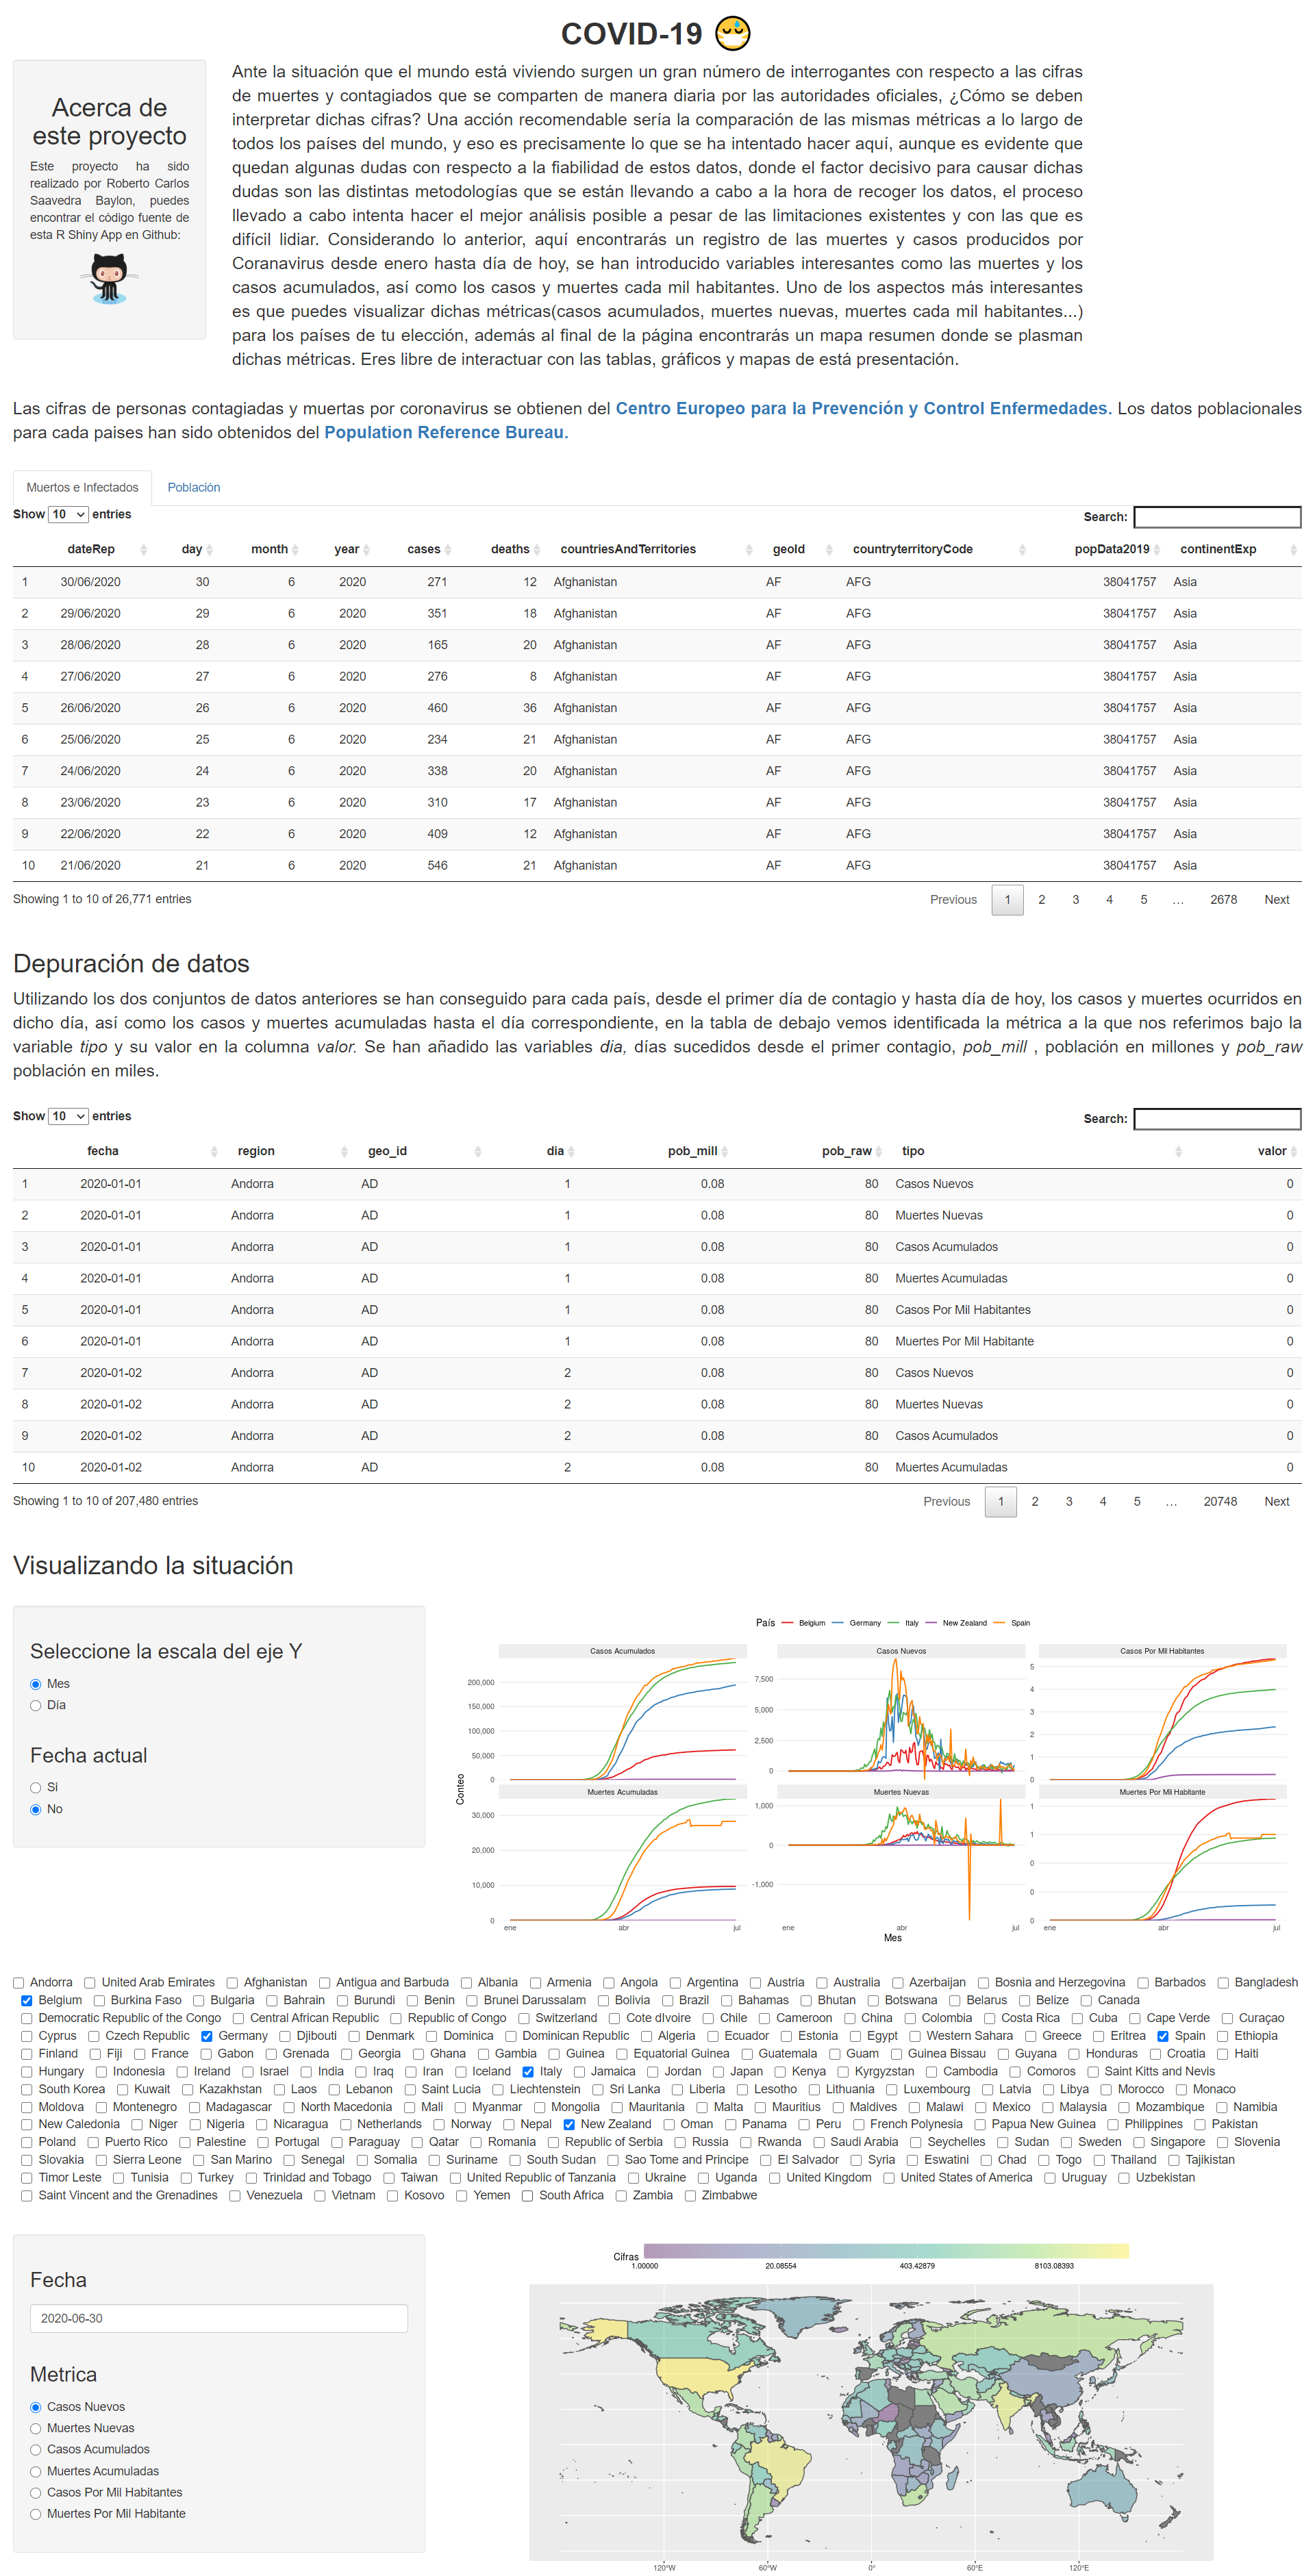 COVID-19
Acerca de
este proyecto
Este proyecto ha sido
realizado por Roberto Carlos
Saavedra Baylon, puedes
encontrar el código fuente de
esta R Shiny App en Github:
Ante la situación que el mundo está viviendo surgen un gran número de interrogantes con respecto a las cifras
de muertes y contagiados que se comparten de manera diaria por las autoridades oficiales, ¿Cómo se deben
interpretar dichas cifras? Una acción recomendable sería la comparación de las mismas métricas a lo largo de
todos los países del mundo, y eso es precisamente lo que se ha intentado hacer aquí, aunque es evidente que
quedan algunas dudas con respecto a la fiabilidad de estos datos, donde el factor decisivo para causar dichas
dudas son las distintas metodologías que se están llevando a cabo a la hora de recoger los datos, el proceso
llevado a cabo intenta hacer el mejor análisis posible a pesar de las limitaciones existentes y con las que es
difícil lidiar. Considerando lo anterior, aquí encontrarás un registro de las muertes y casos producidos por
Coranavirus desde enero hasta día de hoy, se han introducido variables interesantes como las muertes y los
casos acumulados, así como los casos y muertes cada mil habitantes. Uno de los aspectos más interesantes
es que puedes visualizar dichas métricas(casos acumulados, muertes nuevas, muertes cada mil habitantes...)
para los países de tu elección, además al final de la página encontrarás un mapa resumen donde se plasman
dichas métricas. Eres libre de interactuar con las tablas, gráficos y mapas de está presentación.
Las cifras de personas contagiadas y muertas por coronavirus se obtienen del Centro Europeo para la Prevención y Control Enfermedades. Los datos poblacionales
para cada paises han sido obtenidos del Population Reference Bureau.
Muertos e Infectados Población
Show 10 entries Search:
dateRep day month year cases deaths countriesAndTerritories geoId countryterritoryCode popData2019 continentExp
1 30/06/2020 30 6 2020 271 12 Afghanistan AF AFG 38041757 Asia
2 29/06/2020 29 6 2020 351 18 Afghanistan AF AFG 38041757 Asia
3 28/06/2020 28 6 2020 165 20 Afghanistan AF AFG 38041757 Asia
4 27/06/2020 27 6 2020 276 8 Afghanistan AF AFG 38041757 Asia
5 26/06/2020 26 6 2020 460 36 Afghanistan AF AFG 38041757 Asia
6 25/06/2020 25 6 2020 234 21 Afghanistan AF AFG 38041757 Asia
7 24/06/2020 24 6 2020 338 20 Afghanistan AF AFG 38041757 Asia
8 23/06/2020 23 6 2020 310 17 Afghanistan AF AFG 38041757 Asia
9 22/06/2020 22 6 2020 409 12 Afghanistan AF AFG 38041757 Asia
10 21/06/2020 21 6 2020 546 21 Afghanistan AF AFG 38041757 Asia
Showing 1 to 10 of 26,771 entries Previous 1 2 3 4 5 … 2678 Next
Depuración de datos
Utilizando los dos conjuntos de datos anteriores se han conseguido para cada país, desde el primer día de contagio y hasta día de hoy, los casos y muertes ocurridos en
dicho día, así como los casos y muertes acumuladas hasta el día correspondiente, en la tabla de debajo vemos identificada la métrica a la que nos referimos bajo la
variable tipo y su valor en la columna valor. Se han añadido las variables dia, días sucedidos desde el primer contagio, pob_mill , población en millones y pob_raw
población en miles.
Show 10 entries Search:
fecha region geo_id dia pob_mill pob_raw tipo valor
1 2020-01-01 Andorra AD 1 0.08 80 Casos Nuevos 0
2 2020-01-01 Andorra AD 1 0.08 80 Muertes Nuevas 0
3 2020-01-01 Andorra AD 1 0.08 80 Casos Acumulados 0
4 2020-01-01 Andorra AD 1 0.08 80 Muertes Acumuladas 0
5 2020-01-01 Andorra AD 1 0.08 80 Casos Por Mil Habitantes 0
6 2020-01-01 Andorra AD 1 0.08 80 Muertes Por Mil Habitante 0
7 2020-01-02 Andorra AD 2 0.08 80 Casos Nuevos 0
8 2020-01-02 Andorra AD 2 0.08 80 Muertes Nuevas 0
9 2020-01-02 Andorra AD 2 0.08 80 Casos Acumulados 0
10 2020-01-02 Andorra AD 2 0.08 80 Muertes Acumuladas 0
Showing 1 to 10 of 207,480 entries Previous 1 2 3 4 5 … 20748 Next
Visualizando la situación
Seleccione la escala del eje Y
Mes
Día
Fecha actual
Si
No
País Belgium Germany Italy New Zealand Spain
Casos Acumulados Casos Nuevos Casos Por Mil Habitantes
200,000
150,000
100,000
50,000
0
7,500
5,000
2,500
0
5
4
3
2
1
0
Conteo
Muertes Acumuladas Muertes Nuevas Muertes Por Mil Habitante
30,000
20,000
10,000
0
1,000
0
-1,000
1
1
0
0
0
ene abr jul ene abr jul ene abr jul
Mes
Andorra United Arab Emirates Afghanistan Antigua and Barbuda Albania Armenia Angola Argentina Austria Australia Azerbaijan Bosnia and Herzegovina Barbados Bangladesh
Belgium Burkina Faso Bulgaria Bahrain Burundi Benin Brunei Darussalam Bolivia Brazil Bahamas Bhutan Botswana Belarus Belize Canada
Democratic Republic of the Congo Central African Republic Republic of Congo Switzerland Cote dIvoire Chile Cameroon China Colombia Costa Rica Cuba Cape Verde Curaçao
Cyprus Czech Republic Germany Djibouti Denmark Dominica Dominican Republic Algeria Ecuador Estonia Egypt Western Sahara Greece Eritrea Spain Ethiopia
Finland Fiji France Gabon Grenada Georgia Ghana Gambia Guinea Equatorial Guinea Guatemala Guam Guinea Bissau Guyana Honduras Croatia Haiti
Hungary Indonesia Ireland Israel India Iraq Iran Iceland Italy Jamaica Jordan Japan Kenya Kyrgyzstan Cambodia Comoros Saint Kitts and Nevis
South Korea Kuwait Kazakhstan Laos Lebanon Saint Lucia Liechtenstein Sri Lanka Liberia Lesotho Lithuania Luxembourg Latvia Libya Morocco Monaco
Moldova Montenegro Madagascar North Macedonia Mali Myanmar Mongolia Mauritania Malta Mauritius Maldives Malawi Mexico Malaysia Mozambique Namibia
New Caledonia Niger Nigeria Nicaragua Netherlands Norway Nepal New Zealand Oman Panama Peru French Polynesia Papua New Guinea Philippines Pakistan
Poland Puerto Rico Palestine Portugal Paraguay Qatar Romania Republic of Serbia Russia Rwanda Saudi Arabia Seychelles Sudan Sweden Singapore Slovenia
Slovakia Sierra Leone San Marino Senegal Somalia Suriname South Sudan Sao Tome and Principe El Salvador Syria Eswatini Chad Togo Thailand Tajikistan
Timor Leste Tunisia Turkey Trinidad and Tobago Taiwan United Republic of Tanzania Ukraine Uganda United Kingdom United States of America Uruguay Uzbekistan
Saint Vincent and the Grenadines Venezuela Vietnam Kosovo Yemen South Africa Zambia Zimbabwe
Fecha
2020-06-30
Metrica
Casos Nuevos
Muertes Nuevas
Casos Acumulados
Muertes Acumuladas
Casos Por Mil Habitantes
Muertes Por Mil Habitante
Cifras
1.00000 20.08554 403.42879 8103.08393
120°W 60°W 0° 60°E 120°E